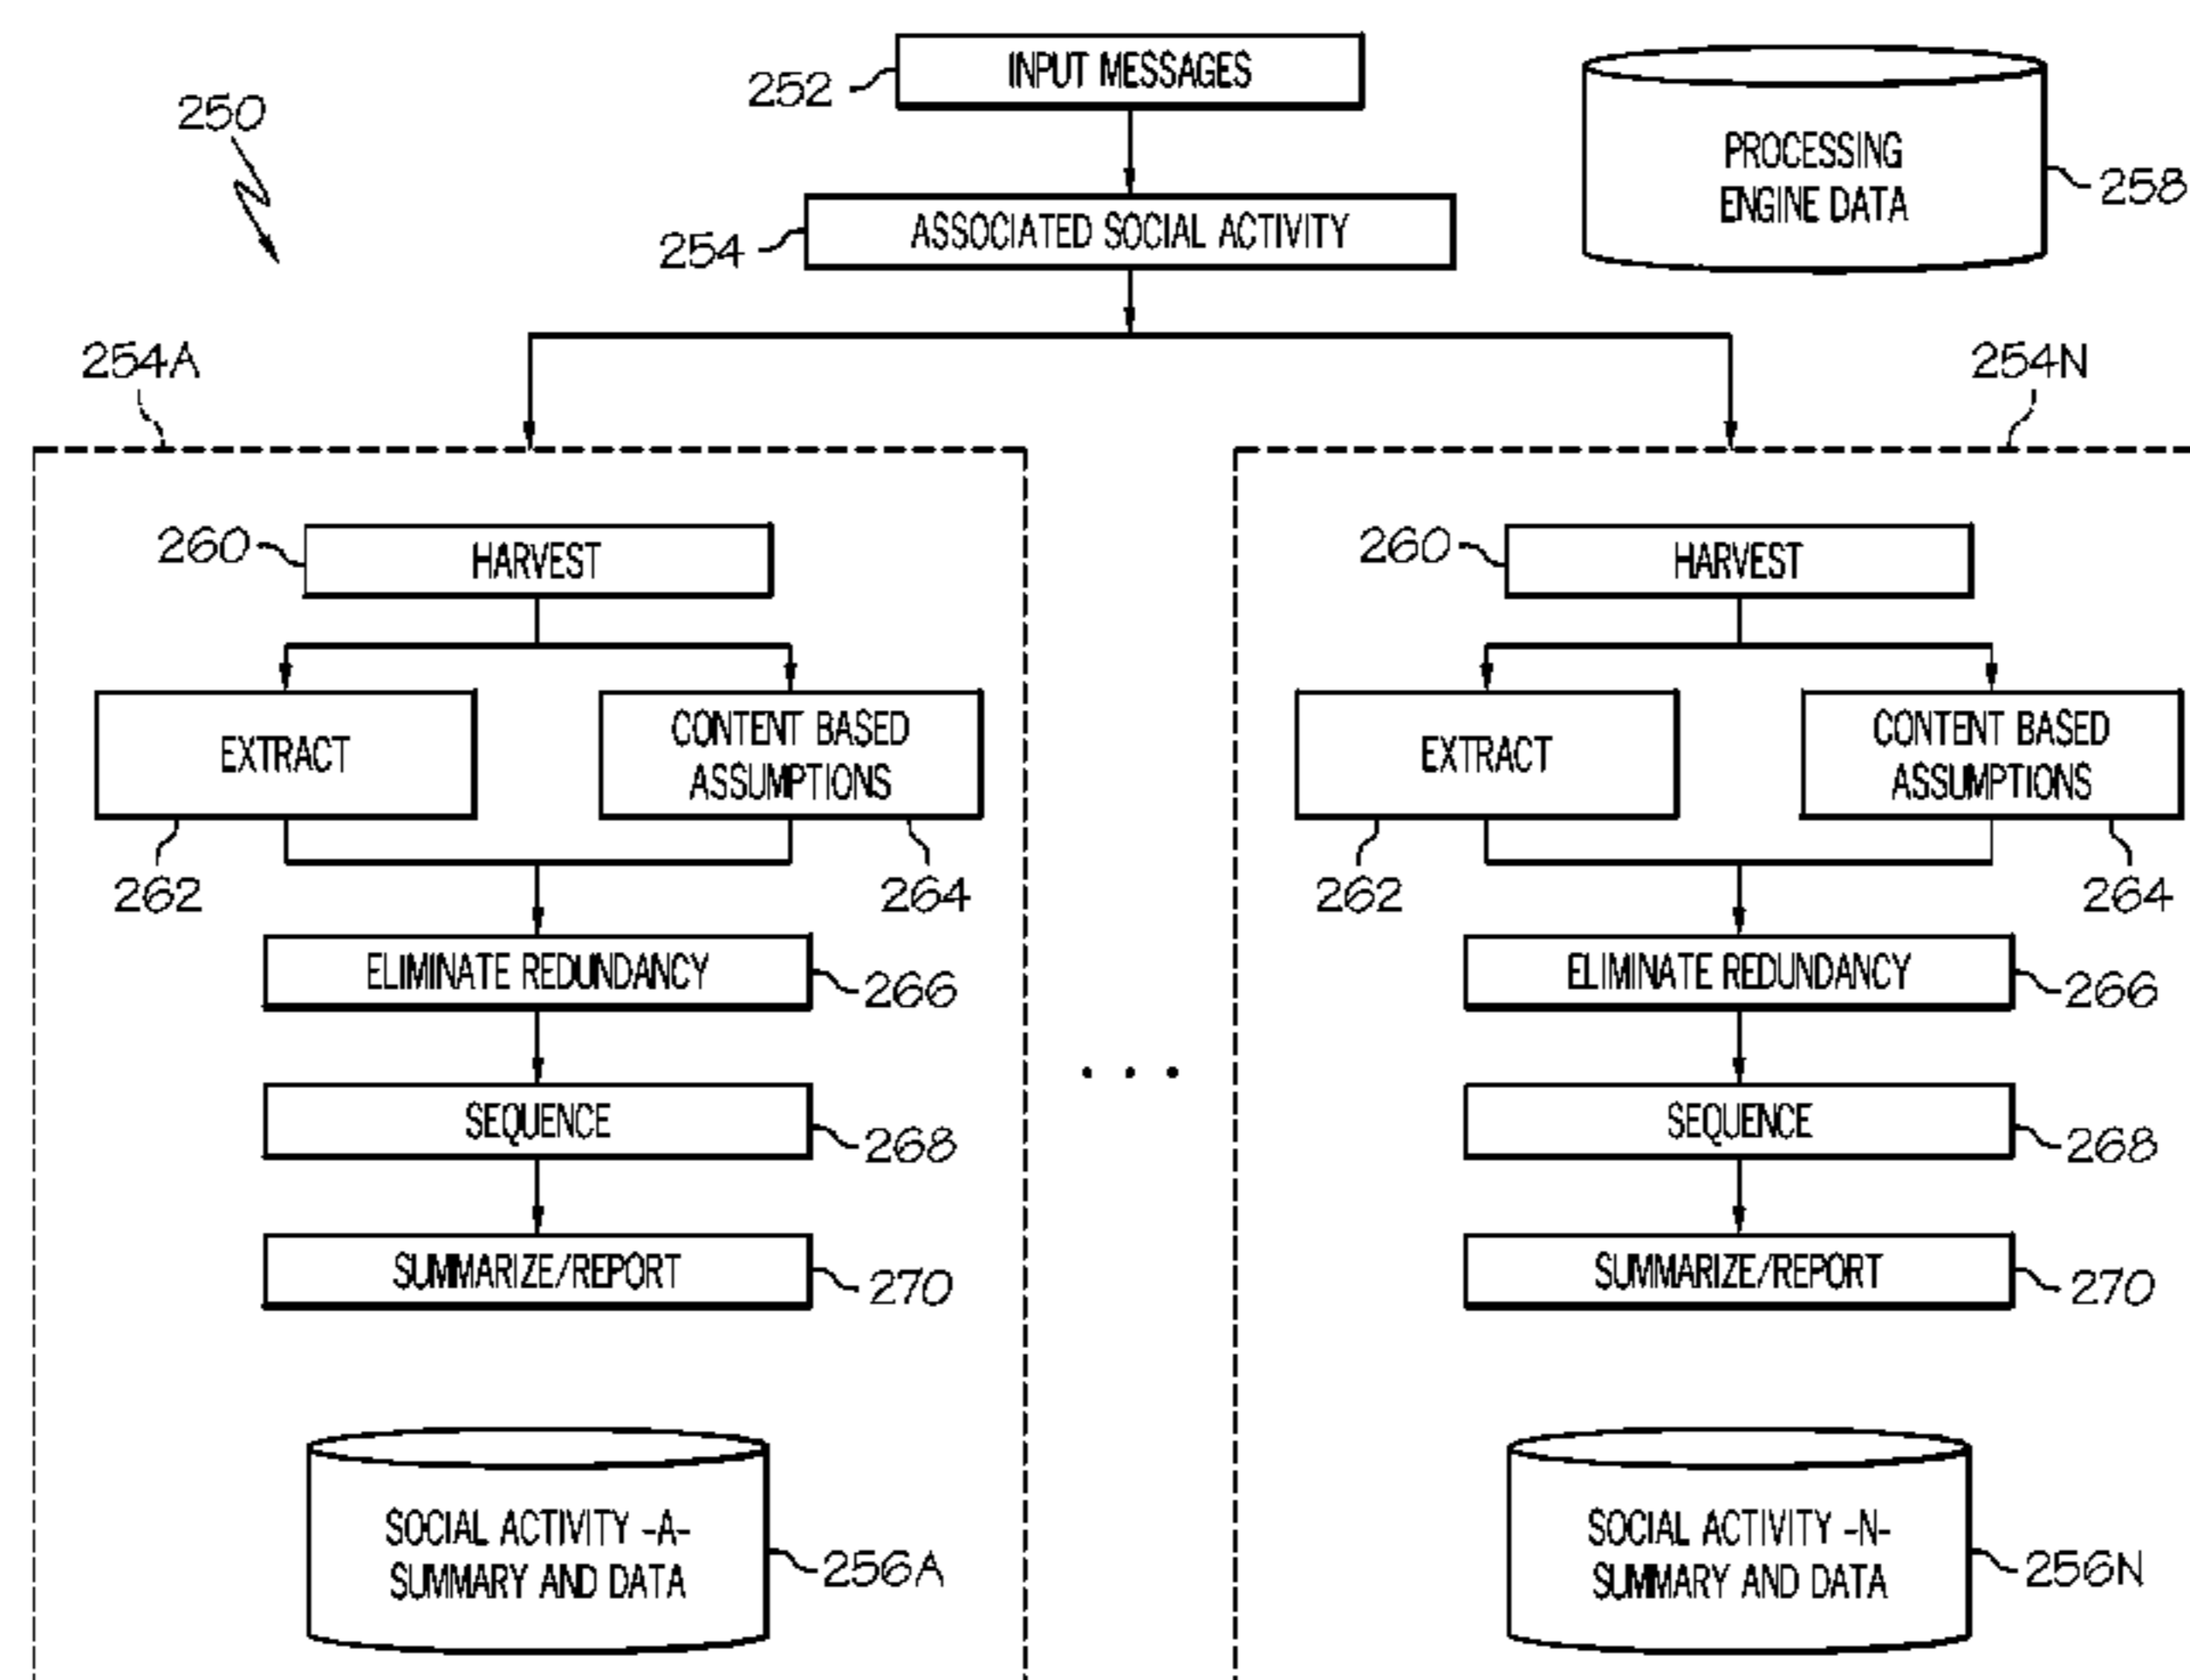 250
252
INPUT MESSAGES
PROCESSING
ENGINE DATA
258
254
ASSOCIATED SOCIAL ACTIVITY
254A
254N
260
HARVEST
EXTRACT
CONTENT BASED
ASSUMPTIONS
262
264
ELIMINATE REDUNDANCY
266
SEQUENCE
268
SUMMARIZE/REPORT
270
SOCIAL ACTIVITY -A-
SUMMARY AND DATA
256A
. . .
260
HARVEST
EXTRACT
CONTENT BASED
ASSUMPTIONS
262
264
ELIMINATE REDUNDANCY
266
SEQUENCE
268
SUMMARIZE/REPORT
270
SOCIAL ACTIVITY -N-
SUMMARY AND DATA
256N